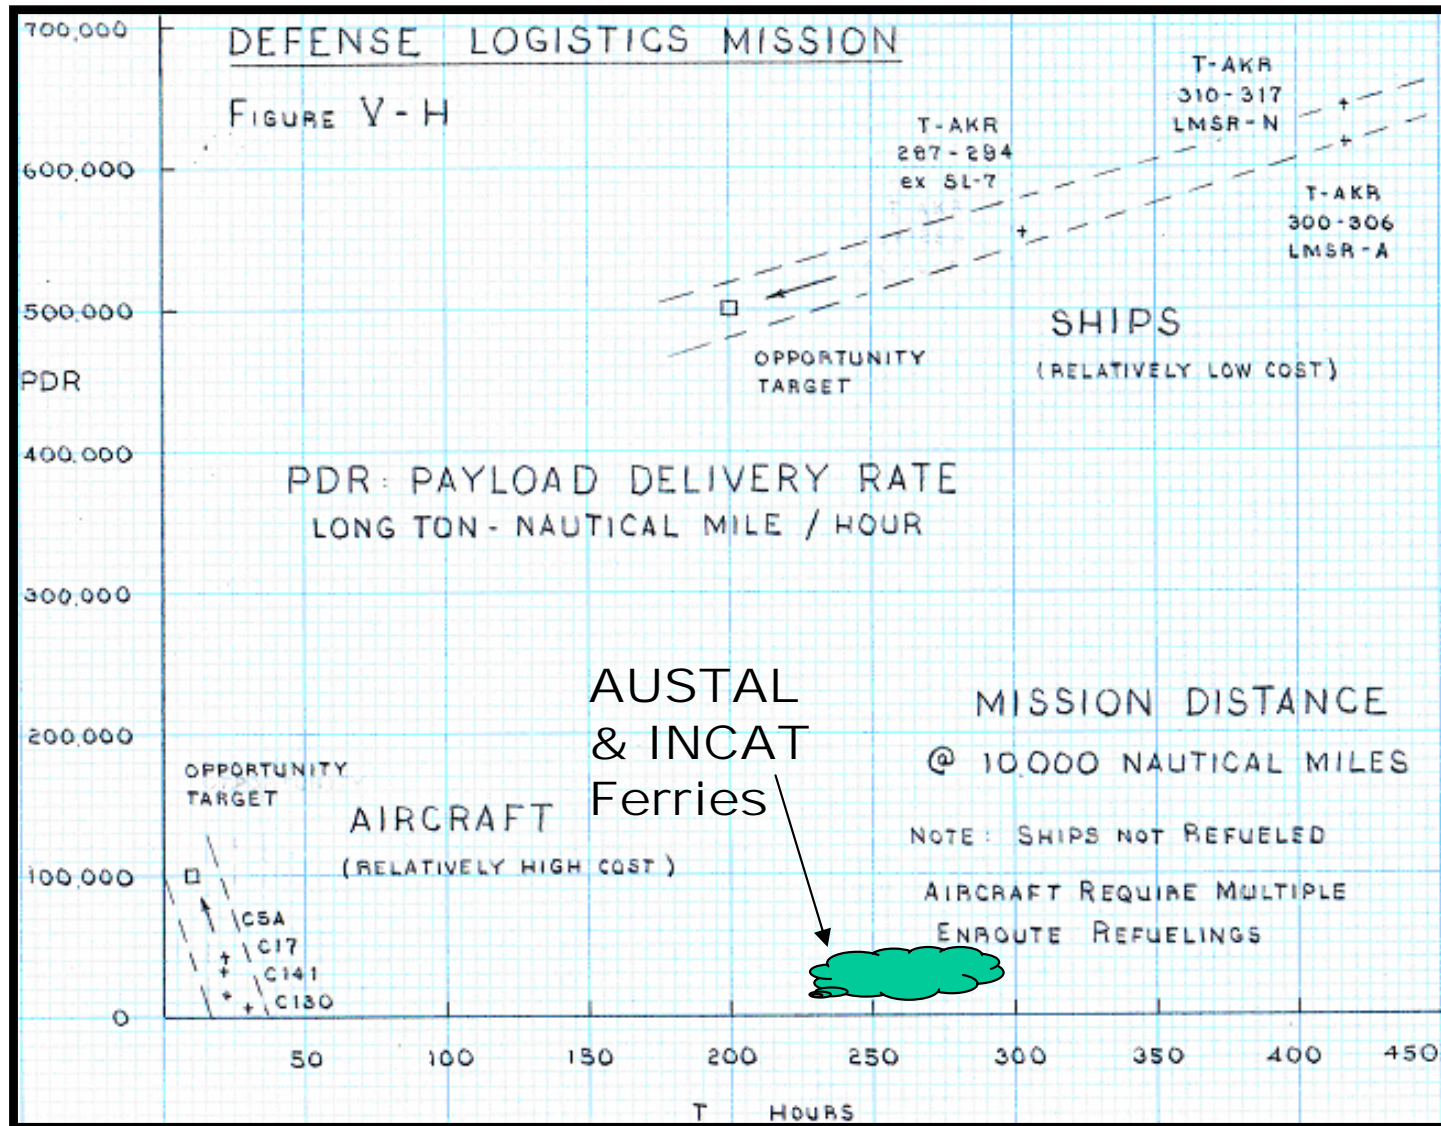 700,000
DEFENSE LOGISTICS MISSION
FIGURE V - H
T-AKR
310-317
LMSR-N
T-AKR
287-294
ex SL-7
600,000
T-AKR
300-306
LMSR-A
500,000
SHIPS
(RELATIVELY LOW COST)
OPPORTUNITY
TARGET
PDR
400,000
PDR: PAYLOAD DELIVERY RATE
LONG TON - NAUTICAL MILE / HOUR
300,000
AUSTAL
& INCAT
Ferries
MISSION DISTANCE
@ 10,000 NAUTICAL MILES
NOTE: SHIPS NOT REFUELED
AIRCRAFT REQUIRE MULTIPLE
ENROUTE REFUELINGS
200,000
OPPORTUNITY
TARGET
AIRCRAFT
(RELATIVELY HIGH COST)
100,000
C5A
C17
C141
C130
0
50 100 150 200 250 300 350 400 450
T HOURS